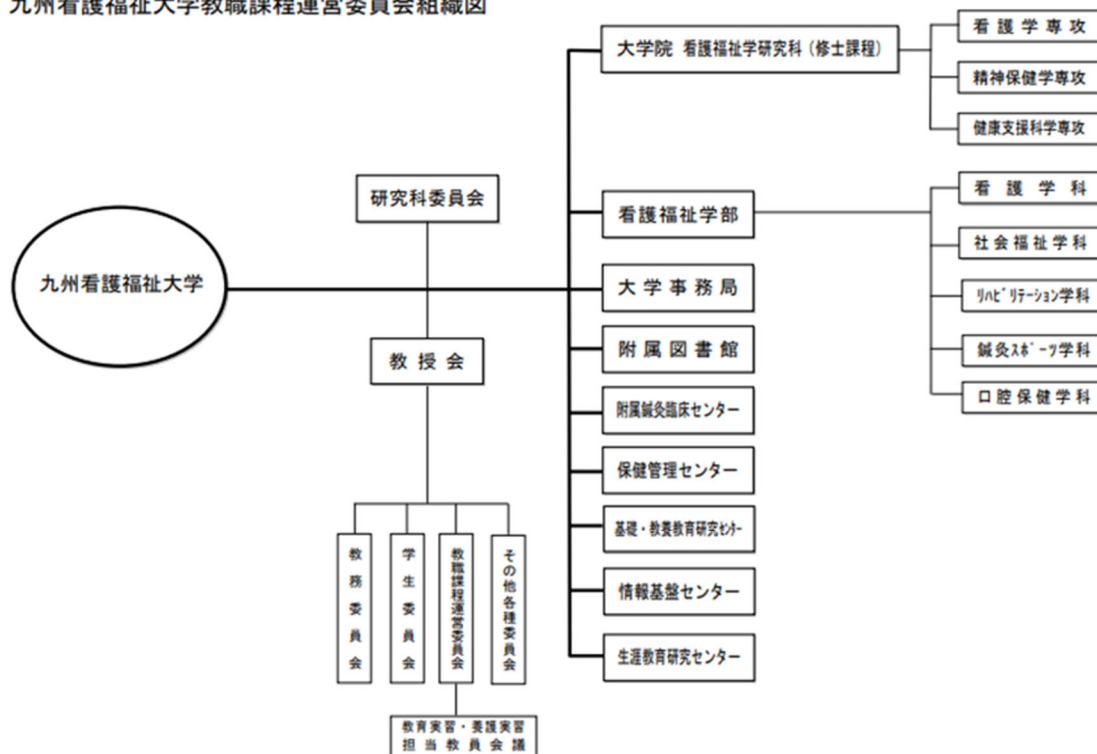 九州看護福祉大学教職課程運営委員会組織図
大学院 看護福祉学研究科（修士課程）
看護学専攻
精神保健学専攻
健康支援科学専攻
研究科委員会
看護福祉学部
看護学科
社会福祉学科
ﾘﾊﾋﾞﾘﾃｰｼｮﾝ学科
鍼灸ｽﾎﾟｰﾂ学科
口腔保健学科
九州看護福祉大学
大学事務局
教授会
附属図書館
附属鍼灸臨床センター
保健管理センター
基礎・教養教育研究ｾﾝﾀｰ
情報基盤センター
生涯教育研究センター
教務委員会
学生委員会
教職課程運営委員会
その他各種委員会
教育実習・養護実習
担当教員会議